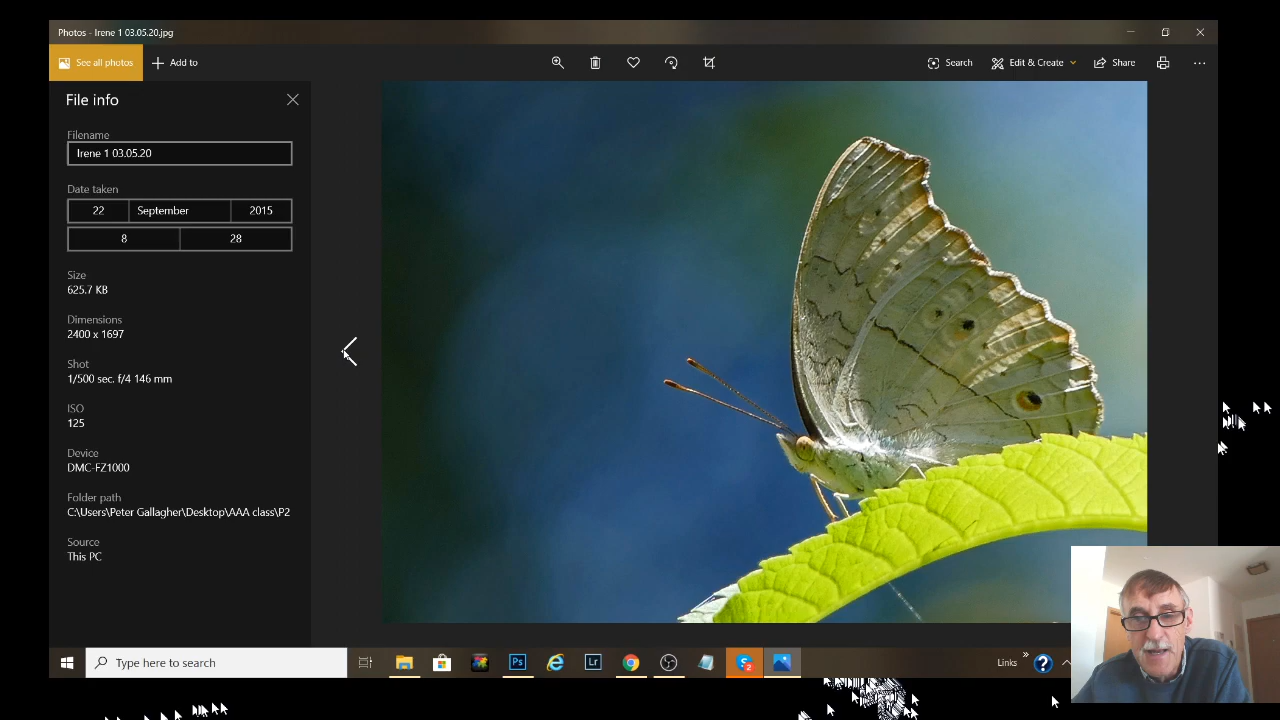 Photos - Irene 1 03.05.20.jpg
See all photos
Add to
Search
Edit & Create
Share
File info
Filename
Irene 1 03.05.20
Date taken
22 September 2015
8 28
Size
625.7 KB
Dimensions
2400 x 1697
Shot
1/500 sec. f/4 146 mm
ISO
125
Device
DMC-FZ1000
Folder path
C:\Users\Peter Gallagher\Desktop\AAA class\P2
Source
This PC
Type here to search
Ps
Lr
2
Links
»
?